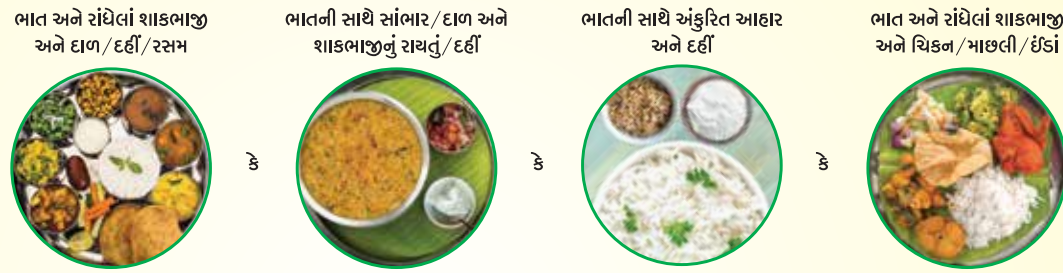 ભાત અને રાંધેલાં શાકભાજી
અને દાળ/દહીં/રસમ
કે
ભાતની સાથે સાંભાર/દાળ અને
શાકભાજીનું રાયતું/દહીં
કે
ભાતની સાથે અંકુરિત આહાર
અને દહીં
કે
ભાત અને રાંધેલાં શાકભાજી
અને ચિકન/માછલી/ઈંડાં